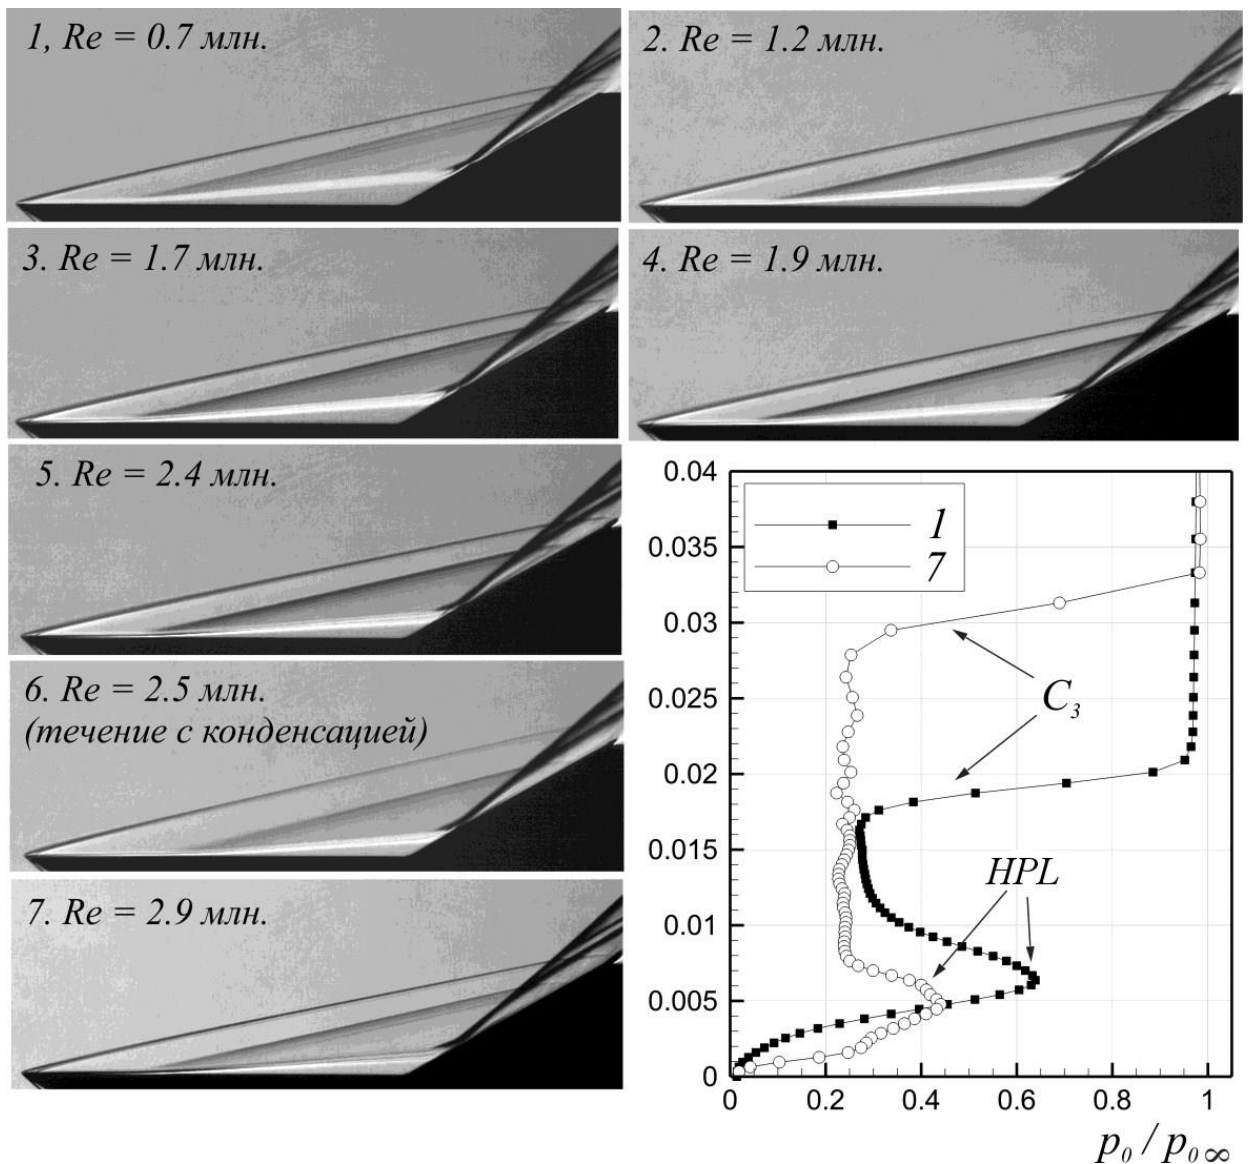 1, Re = 0.7 млн.
2. Re = 1.2 млн.
3. Re = 1.7 млн.
4. Re = 1.9 млн.
5. Re = 2.4 млн.
6. Re = 2.5 млн.
(течение с конденсацией)
7. Re = 2.9 млн.
0.04
0.035
0.03
0.025
0.02
0.015
0.01
0.005
0
1
7
C₃
HPL
0 0.2 0.4 0.6 0.8 1
p₀ / p₀∞